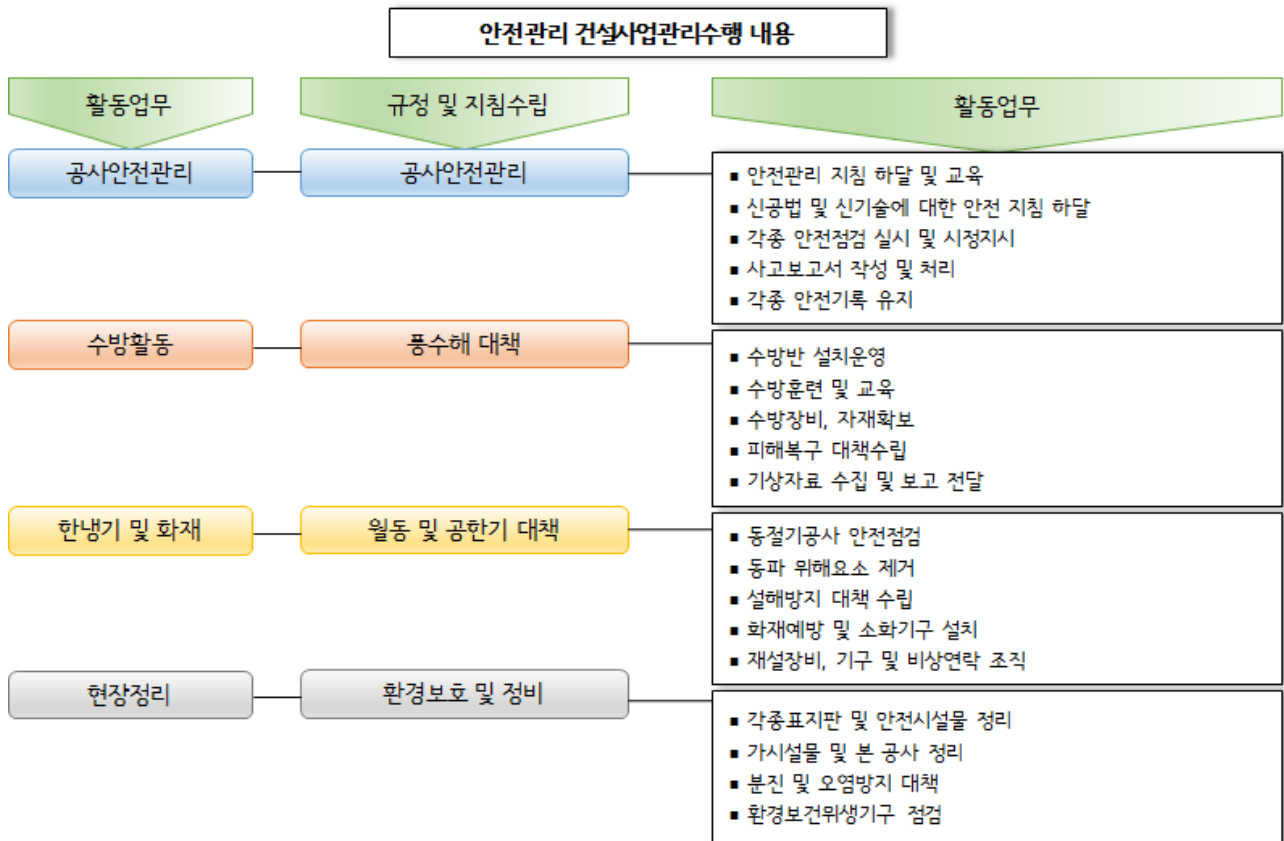 안전관리 건설사업관리수행 내용
활동업무
규정 및 지침수립
활동업무
공사안전관리
공사안전관리
■ 안전관리 지침 하달 및 교육
■ 신공법 및 신기술에 대한 안전 지침 하달
■ 각종 안전점검 실시 및 시정지시
■ 사고보고서 작성 및 처리
■ 각종 안전기록 유지
수방활동
풍수해 대책
■ 수방반 설치운영
■ 수방훈련 및 교육
■ 수방장비, 자재확보
■ 피해복구 대책수립
■ 기상자료 수집 및 보고 전달
한냉기 및 화재
월동 및 공한기 대책
■ 동절기공사 안전점검
■ 동파 위해요소 제거
■ 설해방지 대책 수립
■ 화재예방 및 소화기구 설치
■ 재설장비, 기구 및 비상연락 조직
현장정리
환경보호 및 정비
■ 각종표지판 및 안전시설물 정리
■ 가시설물 및 본 공사 정리
■ 분진 및 오염방지 대책
■ 환경보건위생기구 점검